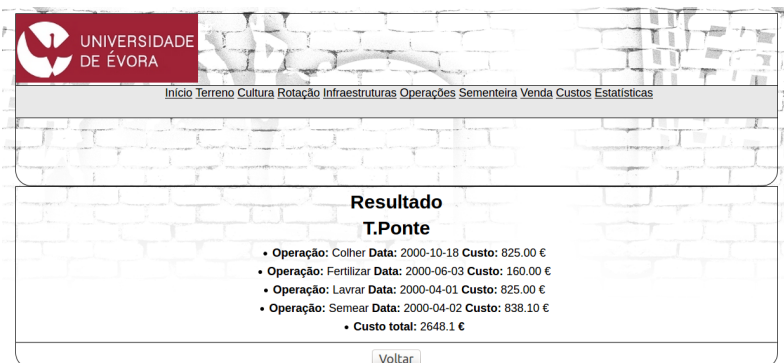 UNIVERSIDADE
DE ÉVORA
Início Terreno Cultura Rotação Infraestruturas Operações Sementeira Venda Custos Estatísticas
Resultado
T.Ponte
• Operação: Colher Data: 2000-10-18 Custo: 825.00 €
• Operação: Fertilizar Data: 2000-06-03 Custo: 160.00 €
• Operação: Lavrar Data: 2000-04-01 Custo: 825.00 €
• Operação: Semear Data: 2000-04-02 Custo: 838.10 €
• Custo total: 2648.1 €
Voltar